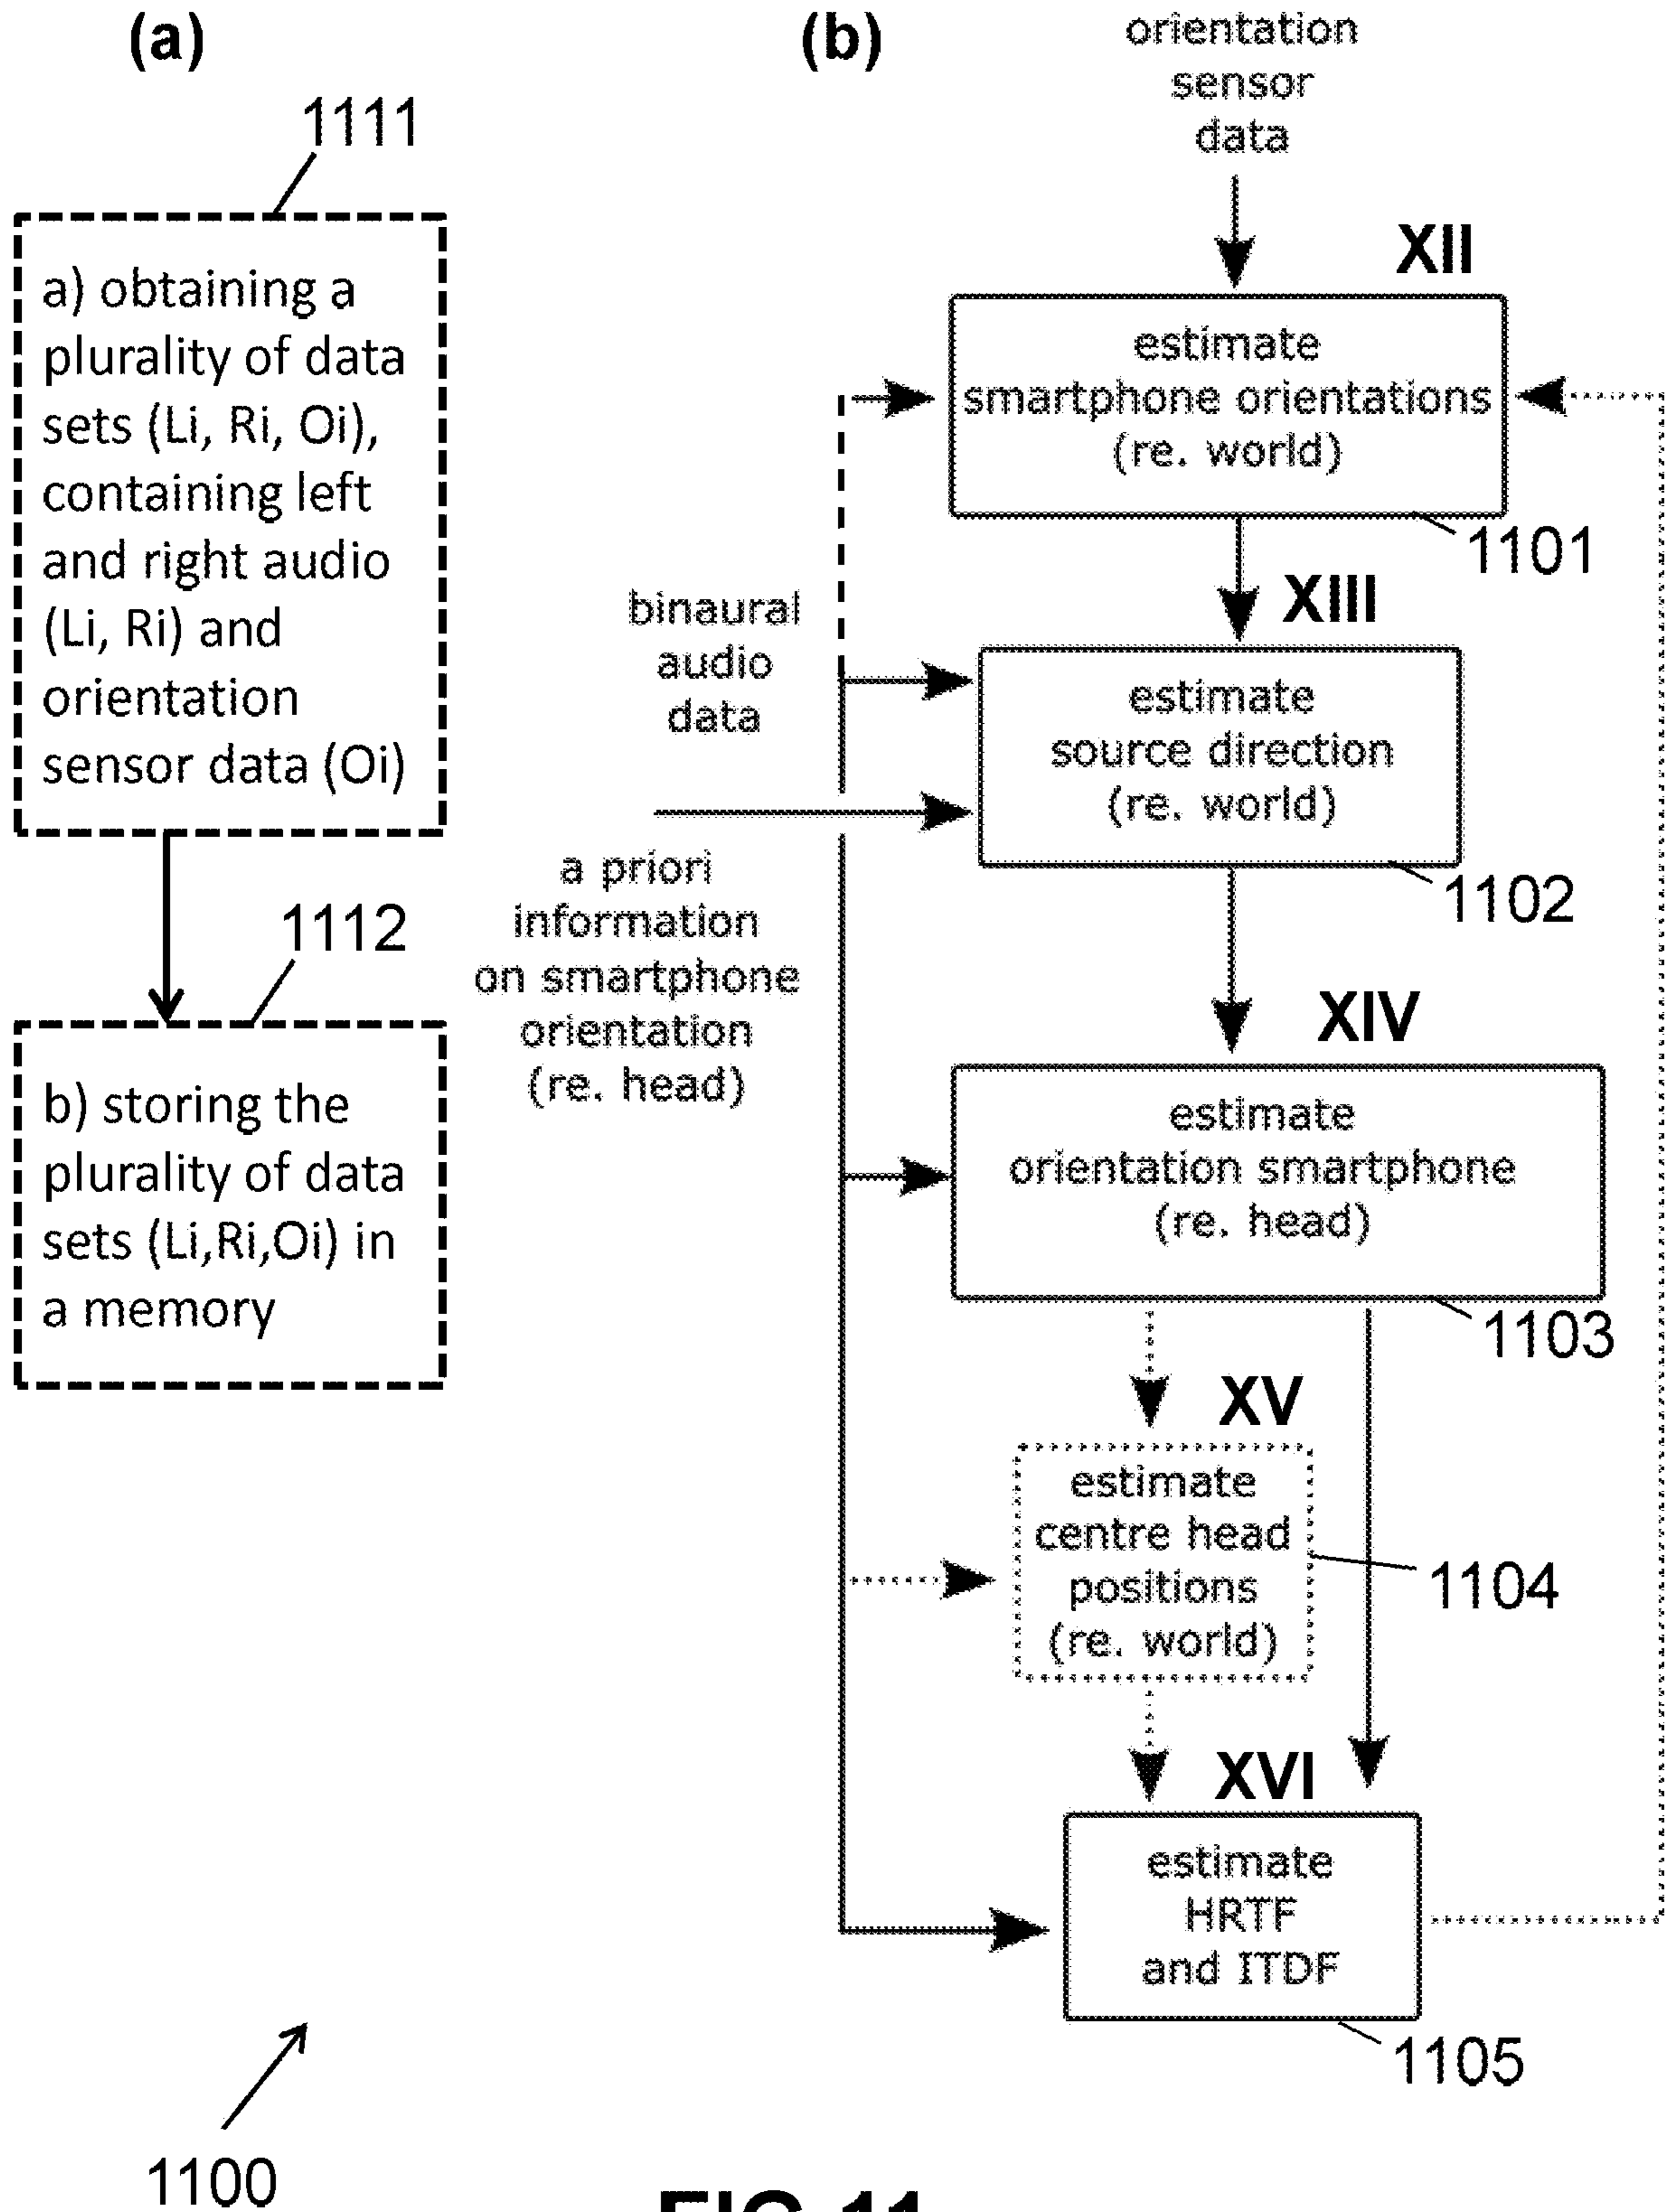 (a)
1111
a) obtaining a
plurality of data
sets (Li, Ri, Oi),
containing left
and right audio
(Li, Ri) and
orientation
sensor data (Oi)
1112
b) storing the
plurality of data
sets (Li,Ri,Oi) in
a memory
1100
(b)
orientation
sensor
data
XII
estimate
smartphone orientations
(re. world)
1101
XIII
binaural
audio
data
estimate
source direction
(re. world)
1102
a priori
information
on smartphone
orientation
(re. head)
XIV
estimate
orientation smartphone
(re. head)
1103
XV
estimate
centre head
positions
(re. world)
1104
XVI
estimate
HRTF
and ITDF
1105
FIG 11